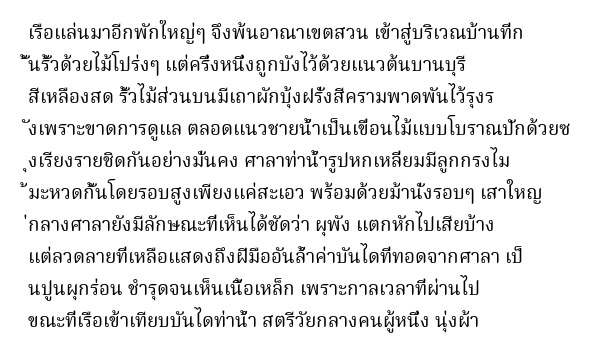 เรือแล่นมาอีกพักใหญ่ๆ จึงพ้นอาณาเขตสวน เข้าสู่บริเวณบ้านที่ก
ั้นรั้วด้วยไม้โปร่งๆ แต่ครึ่งหนึ่งถูกบังไว้ด้วยแนวต้นบานบุรี
สีเหลืองสด รั้วไม้ส่วนบนมีเถาผักบุ้งฝรั่งสีครามพาดพันไว้รุงร
ังเพราะขาดการดูแล ตลอดแนวชายน้ำเป็นเขื่อนไม้แบบโบราณปักด้วยซ
ุงเรียงรายชิดกันอย่างมั่นคง ศาลาท่าน้ำรูปหกเหลี่ยมมีลูกกรงไม
้มะหวดกั้นโดยรอบสูงเพียงแค่สะเอว พร้อมด้วยม้านั่งรอบๆ เสาใหญ
่กลางศาลายังมีลักษณะที่เห็นได้ชัดว่า ผุพัง แตกหักไปเสียบ้าง
แต่ลวดลายที่เหลือแสดงถึงฝีมืออันล้ำค่าบันไดที่ทอดจากศาลา เป็
นปูนผุกร่อน ชำรุดจนเห็นเนื้อเหล็ก เพราะกาลเวลาที่ผ่านไป
ขณะที่เรือเข้าเทียบบันไดท่าน้ำ สตรีวัยกลางคนผู้หนึ่ง นุ่งผ้า